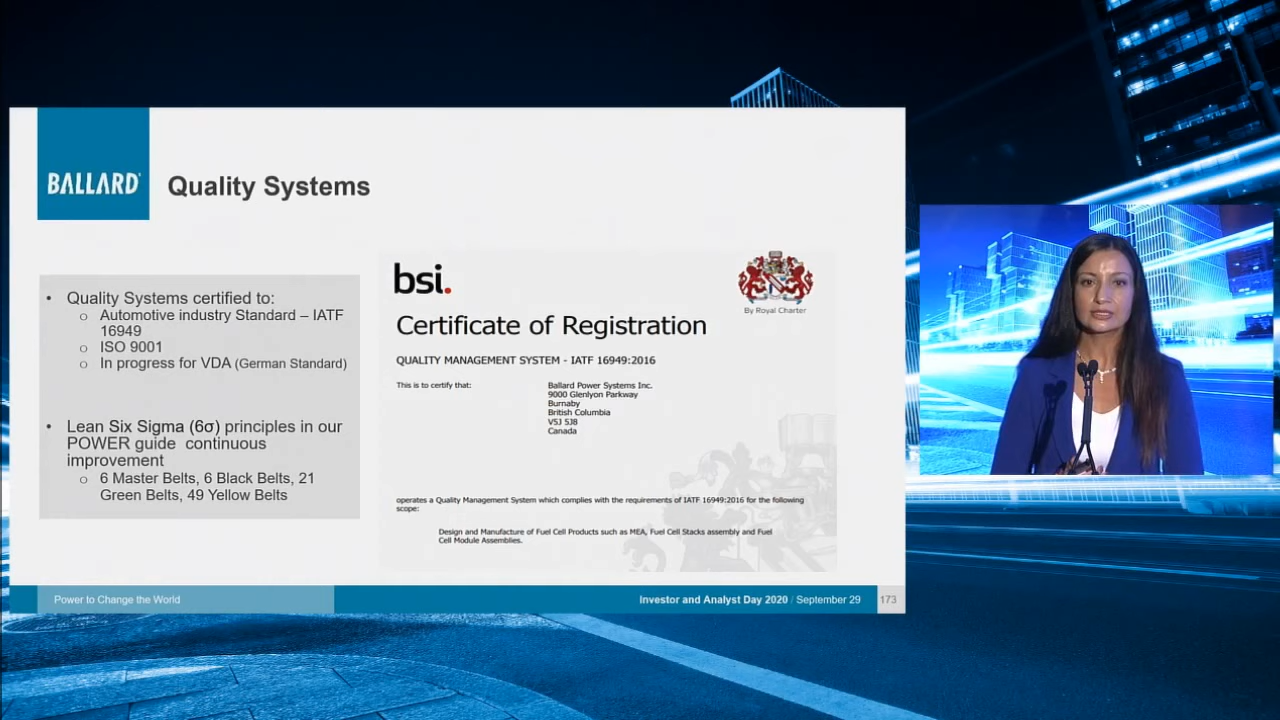 BALLARD
Quality Systems
• Quality Systems certified to:
o Automotive industry Standard – IATF
16949
o ISO 9001
o In progress for VDA (German Standard)
• Lean Six Sigma (6σ) principles in our
POWER guide continuous
improvement
o 6 Master Belts, 6 Black Belts, 21
Green Belts, 49 Yellow Belts
bsi.
By Royal Charter
Certificate of Registration
QUALITY MANAGEMENT SYSTEM - IATF 16949:2016
This is to certify that:
Ballard Power Systems Inc.
9000 Glenlyon Parkway
Burnaby
British Columbia
V5J 5J8
Canada
operates a Quality Management System which complies with the requirements of IATF 16949:2016 for the following
scope:
Design and Manufacture of Fuel Cell Products such as MEA, Fuel Cell Stacks assembly and Fuel
Cell Module Assemblies.
Power to Change the World
Investor and Analyst Day 2020 / September 29
173